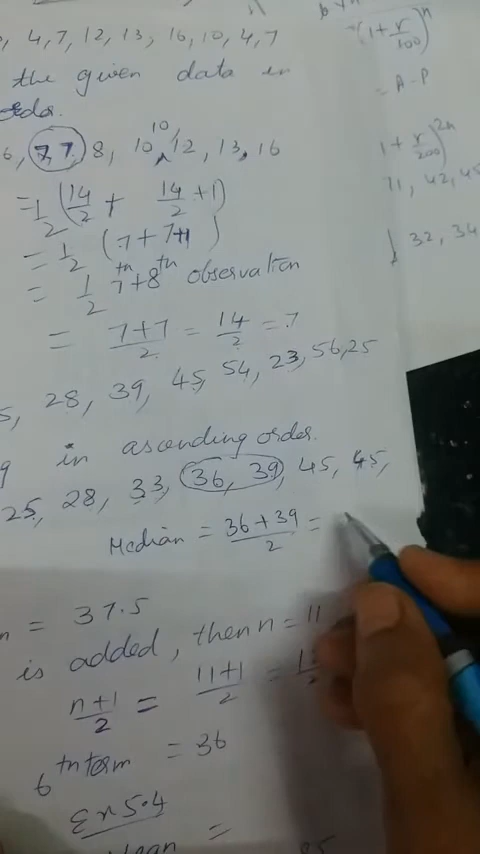 4, 7, 12, 13, 16, 10, 4, 7
the given data in
6, 7, 7, 8, 10, 10, 12, 13, 16
= 1/2 (14/2 + 14/2 + 1)
= 1/2 (7 + 7+1)
= 1/2 7th + 8th observation
= 7+7/2 = 14/2 = 7
28, 39, 45, 54, 23, 56, 25
in ascending order.
25, 28, 33, 36, 39, 45, 45,
Median = 36 + 39/2 =
= 37.5
is added, then n = 11
n+1/2 = 11+1/2 =
6th term = 36
Ex 5.4
=
(1 + r/100)^n
= A - P
1 + r/200)^2n
11, 42, 45
32, 34